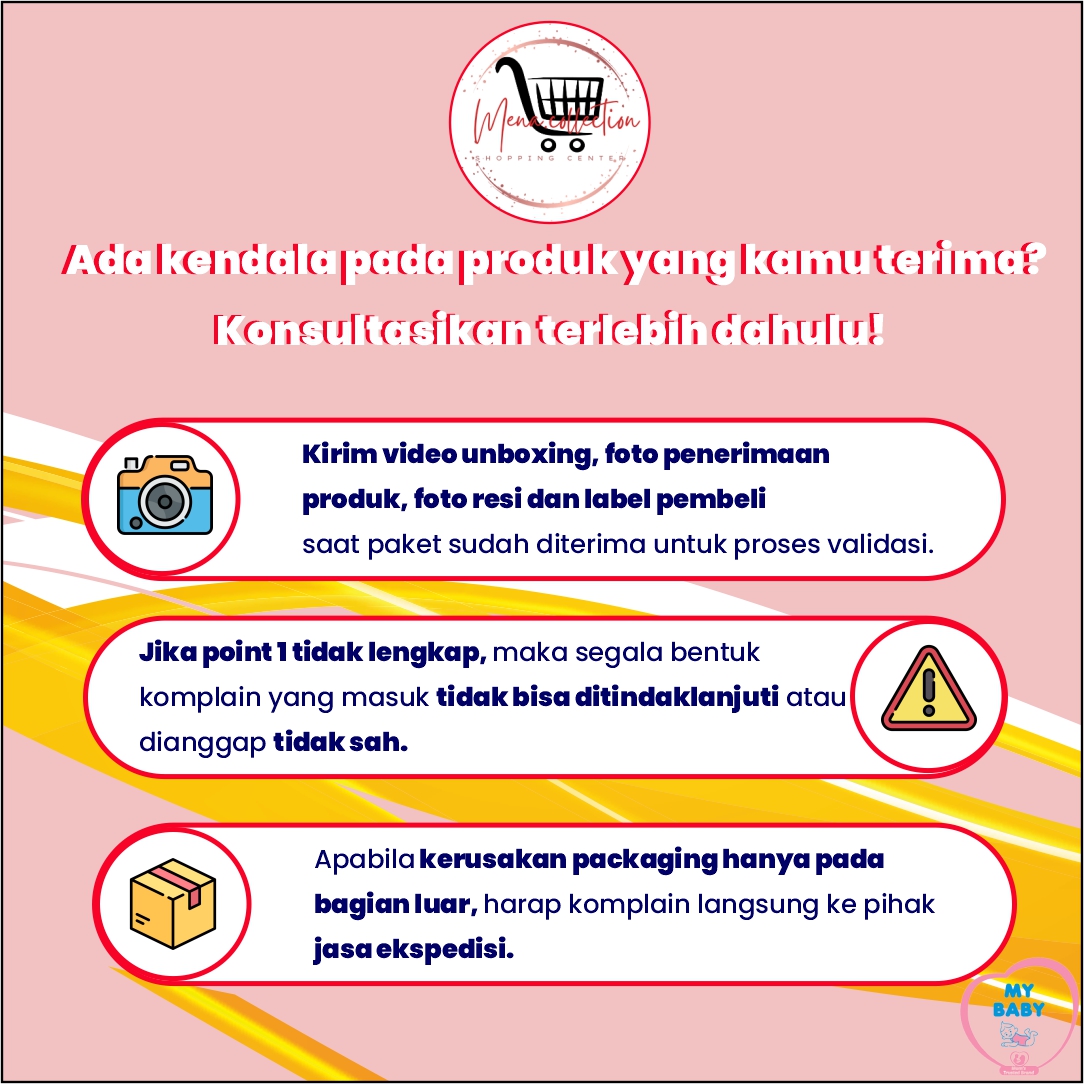 Mena collection
SHOPPING CENTER
Ada kendala pada produk yang kamu terima?
Konsultasikan terlebih dahulu!
Kirim video unboxing, foto penerimaan
produk, foto resi dan label pembeli
saat paket sudah diterima untuk proses validasi.
Jika point 1 tidak lengkap, maka segala bentuk
komplain yang masuk tidak bisa ditindaklanjuti atau
dianggap tidak sah.
Apabila kerusakan packaging hanya pada
bagian luar, harap komplain langsung ke pihak
jasa ekspedisi.
MY
BABY